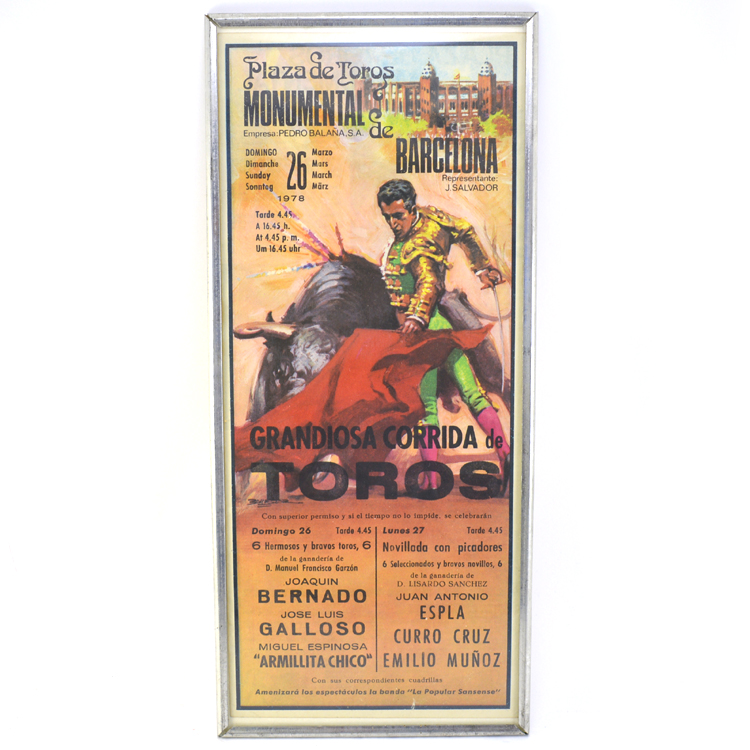 Plaza de Toros
MONUMENTAL
de
Empresa: PEDRO BALAÑA, S.A.
BARCELONA
Representante:
J. SALVADOR
DOMINGO 26 Marzo
Dimanche Mars
Sunday March
Sonntag März
1978
Tarde 4.45
A 16.45 h.
At 4,45 p. m.
Um 16.45 uhr
GRANDIOSA CORRIDA de
TOROS
Con superior permiso y si el tiempo no lo impide, se celebrarán
Domingo 26 Tarde 4.45
6 Hermosos y bravos toros, 6
de la ganadería de
D. Manuel Francisco Garzón
JOAQUIN
BERNADO
JOSE LUIS
GALLOSO
MIGUEL ESPINOSA
"ARMILLITA CHICO"
Lunes 27 Tarde 4.45
Novillada con picadores
6 Seleccionados y bravos novillos, 6
de la ganadería de
D. LISARDO SANCHEZ
JUAN ANTONIO
ESPLA
CURRO CRUZ
EMILIO MUÑOZ
Con sus correspondientes cuadrillas
Amenizará los espectáculos la banda "La Popular Sansense"